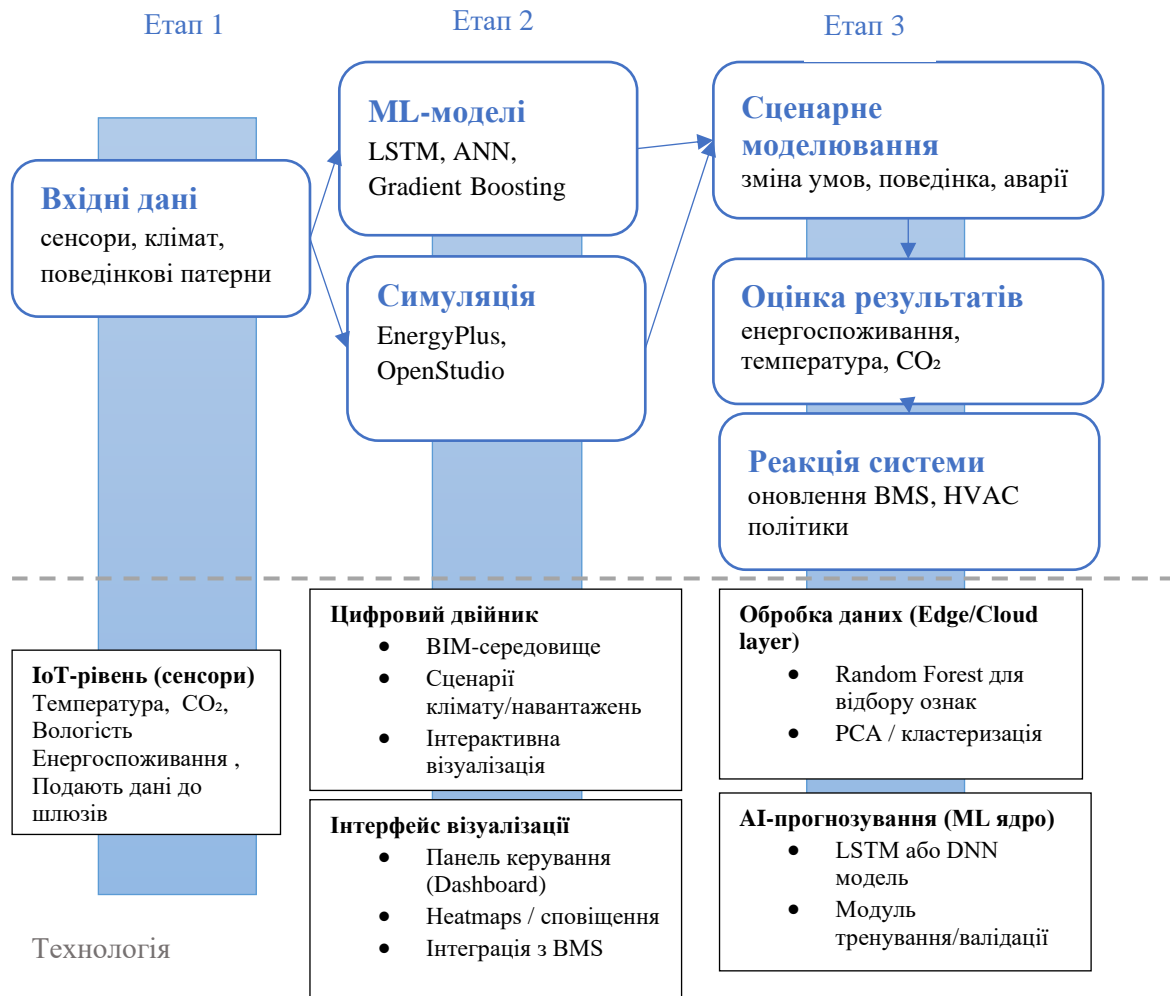 Етап 1
Етап 2
Етап 3
Вхідні дані
сенсори, клімат,
поведінкові патерни
ML-моделі
LSTM, ANN,
Gradient Boosting
Симуляція
EnergyPlus,
OpenStudio
Сценарне
моделювання
зміна умов, поведінка, аварії
Оцінка результатів
енергоспоживання,
температура, CO₂
Реакція системи
оновлення BMS, HVAC
політики
IoT-рівень (сенсори)
Температура, CO₂,
Вологість
Енергоспоживання ,
Подають дані до
шлюзів
Цифровий двійник
• BIM-середовище
• Сценарії
клімату/навантажень
• Інтерактивна
візуалізація
Інтерфейс візуалізації
• Панель керування
(Dashboard)
• Heatmaps / сповіщення
• Інтеграція з BMS
Обробка даних (Edge/Cloud
layer)
• Random Forest для
відбору ознак
• PCA / кластеризація
AI-прогнозування (ML ядро)
• LSTM або DNN
модель
• Модуль
тренування/валідації
Технологія